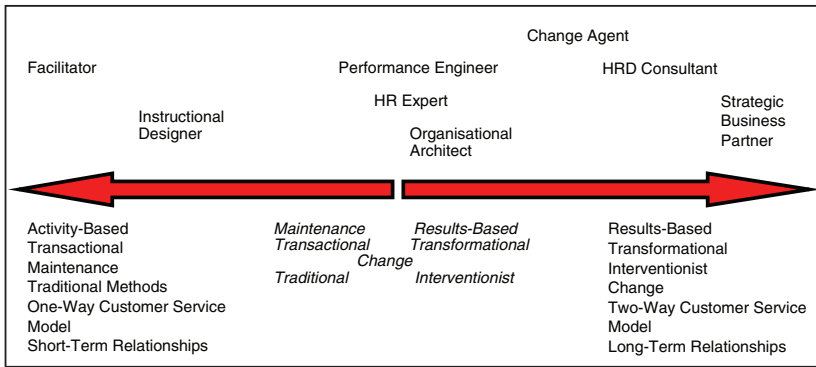 Change Agent
Facilitator
Performance Engineer
HRD Consultant
HR Expert
Strategic
Business
Partner
Instructional
Designer
Organisational
Architect
Activity-Based
Transactional
Maintenance
Traditional Methods
One-Way Customer Service
Model
Short-Term Relationships
Maintenance
Results-Based
Transactional
Transformational
Change
Traditional
Interventionist
Results-Based
Transformational
Interventionist
Change
Two-Way Customer Service
Model
Long-Term Relationships